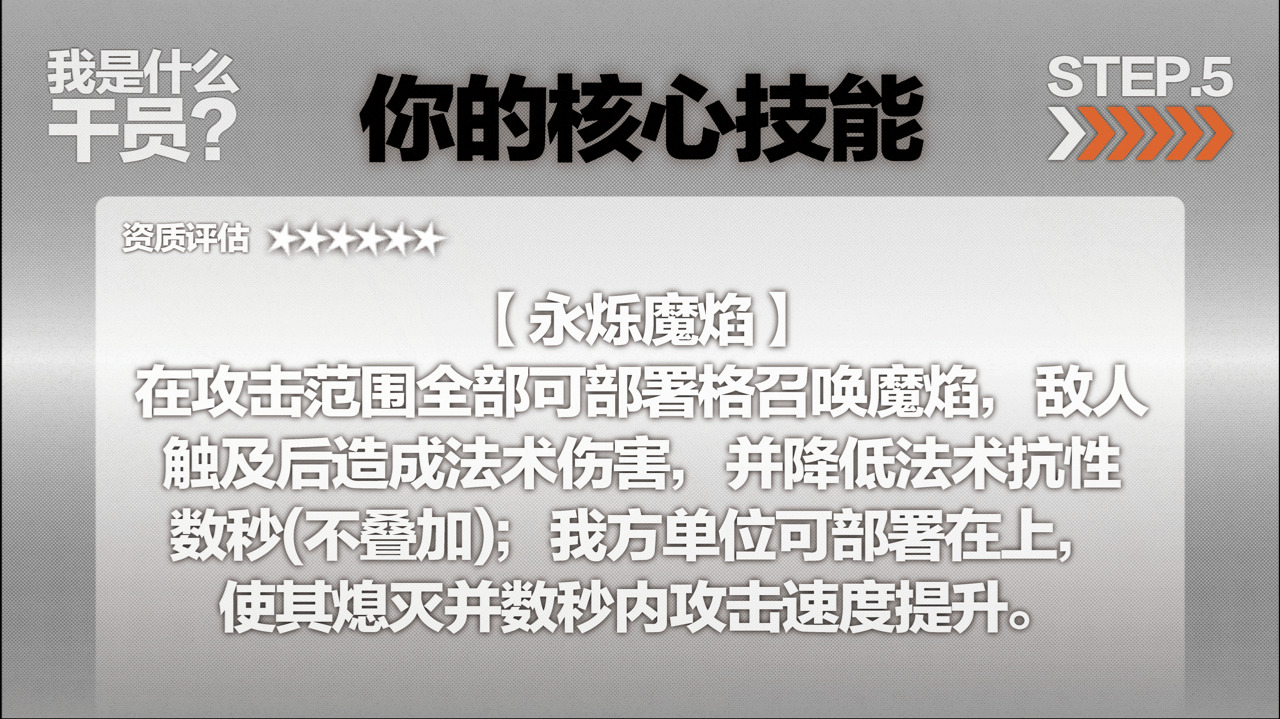 我是什么
干员?
你的核心技能
STEP.5
资质评估 ★★★★★★
【永烁魔焰】
在攻击范围全部可部署格召唤魔焰，敌人
触及后造成法术伤害，并降低法术抗性
数秒(不叠加)；我方单位可部署在上，
使其熄灭并数秒内攻击速度提升。